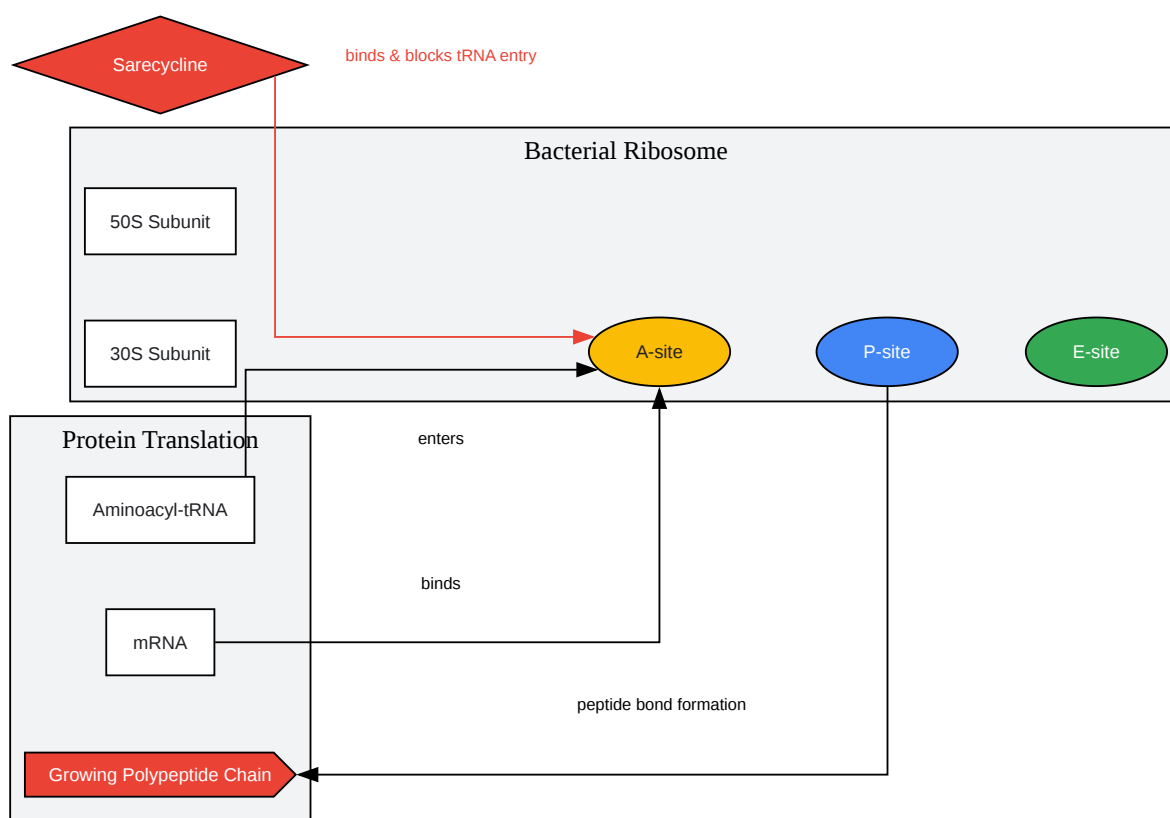 Sarecycline
binds & blocks tRNA entry
Bacterial Ribosome
50S Subunit
30S Subunit
A-site
P-site
E-site
Protein Translation
enters
Aminoacyl-tRNA
binds
mRNA
peptide bond formation
Growing Polypeptide Chain